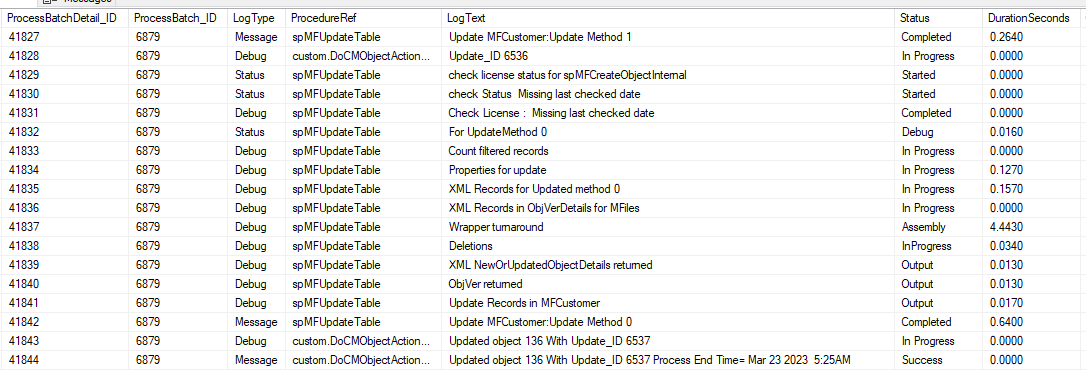 Messages
ProcessBatchDetail_ID ProcessBatch_ID LogType ProcedureRef LogText Status DurationSeconds
41827 6879 Message spMFUpdateTable Update MFCustomer:Update Method 1 Completed 0.2640
41828 6879 Debug custom.DoCMObjectAction... Update_ID 6536 In Progress 0.0000
41829 6879 Status spMFUpdateTable check license status for spMFCreateObjectInternal Started 0.0000
41830 6879 Status spMFUpdateTable check Status Missing last checked date Started 0.0000
41831 6879 Debug spMFUpdateTable Check License : Missing last checked date Completed 0.0000
41832 6879 Status spMFUpdateTable For UpdateMethod 0 Debug 0.0160
41833 6879 Debug spMFUpdateTable Count filtered records In Progress 0.0000
41834 6879 Debug spMFUpdateTable Properties for update In Progress 0.1270
41835 6879 Debug spMFUpdateTable XML Records for Updated method 0 In Progress 0.1570
41836 6879 Debug spMFUpdateTable XML Records in ObjVerDetails for MFiles In Progress 0.0000
41837 6879 Debug spMFUpdateTable Wrapper turnaround Assembly 4.4430
41838 6879 Debug spMFUpdateTable Deletions InProgress 0.0340
41839 6879 Debug spMFUpdateTable XML NewOrUpdatedObjectDetails returned Output 0.0130
41840 6879 Debug spMFUpdateTable ObjVer returned Output 0.0130
41841 6879 Debug spMFUpdateTable Update Records in MFCustomer Output 0.0170
41842 6879 Message spMFUpdateTable Update MFCustomer:Update Method 0 Completed 0.6400
41843 6879 Debug custom.DoCMObjectAction... Updated object 136 With Update_ID 6537 In Progress 0.0000
41844 6879 Message custom.DoCMObjectAction... Updated object 136 With Update_ID 6537 Process End Time= Mar 23 2023 5:25AM Success 0.0000